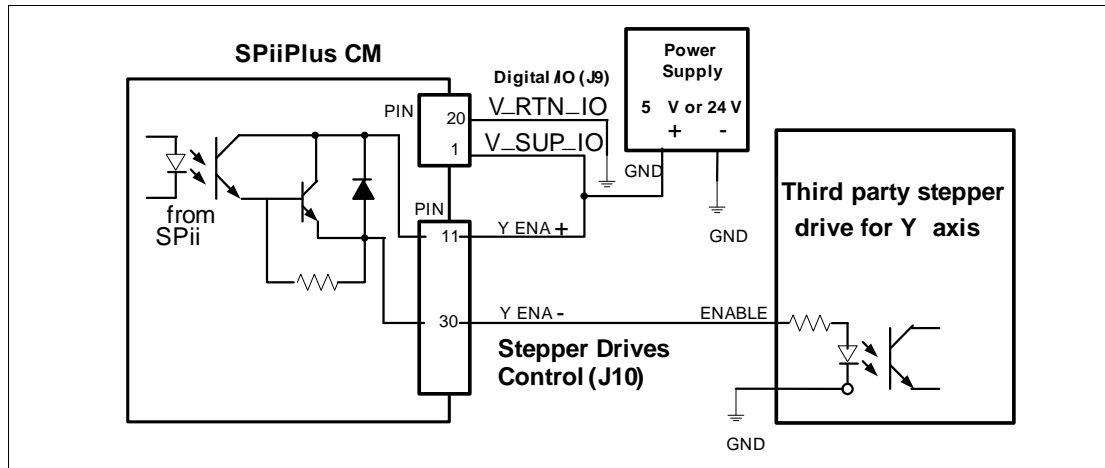 SPiiPlus CM
Digital /IO (J9)
Power
Supply
5 V or 24 V
+ -
PIN
20
V_RTN_IO
1
V_SUP_IO
GND
GND
from
SPii
PIN
11
Y ENA +
30
Y ENA -
ENABLE
Stepper Drives
Control (J10)
Third party stepper
drive for Y axis
GND